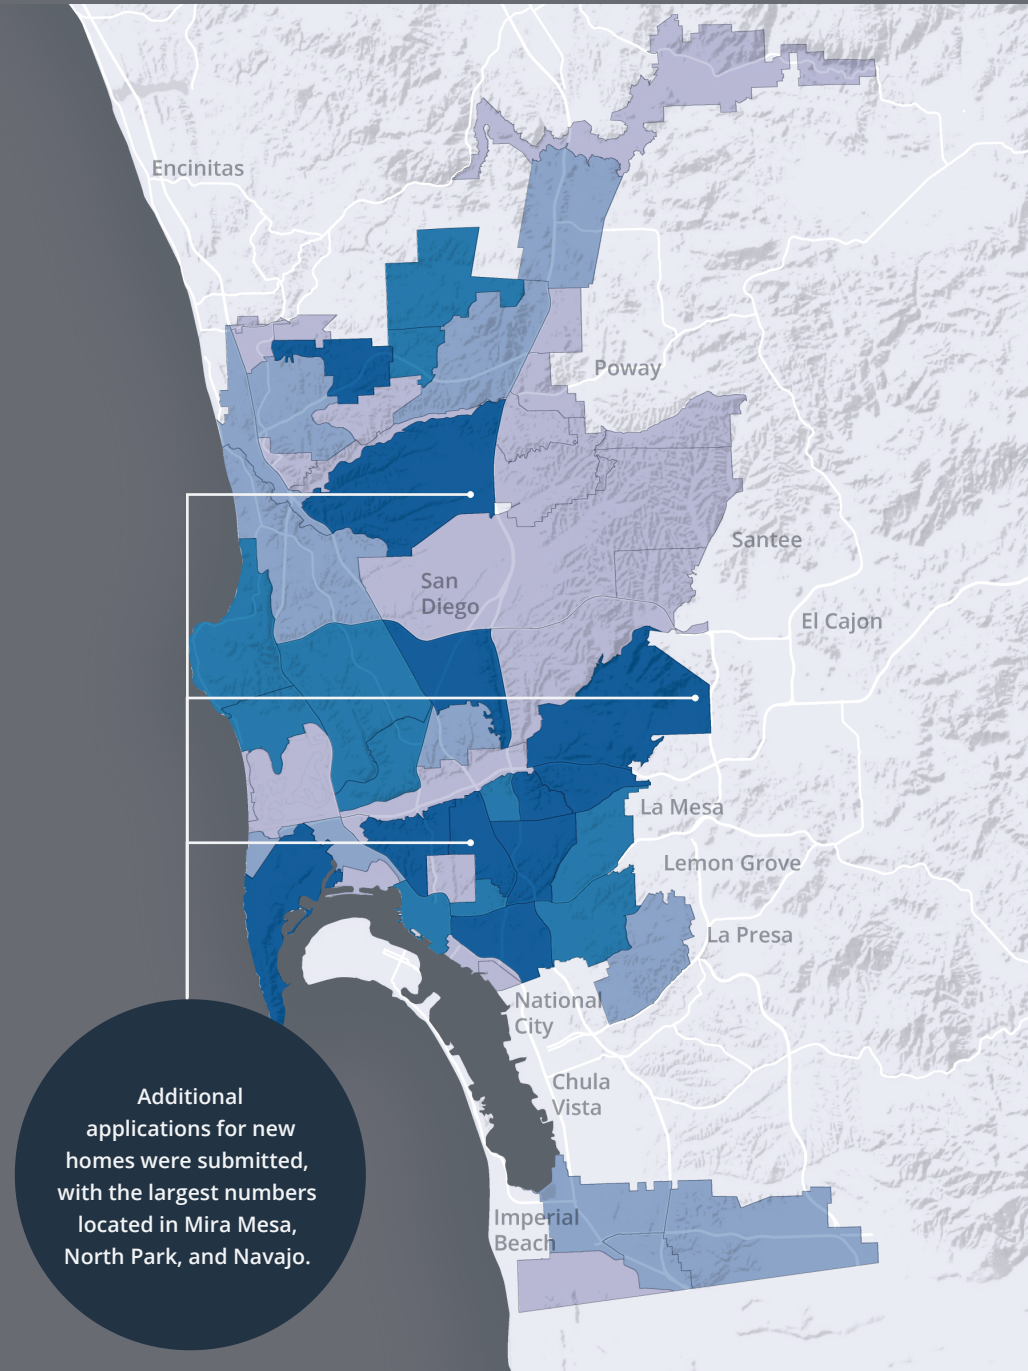 Encinitas
Poway
Santee
San
Diego
El Cajon
La Mesa
Lemon Grove
La Presa
National
City
Chula
Vista
Additional
applications for new
homes were submitted,
with the largest numbers
located in Mira Mesa,
North Park, and Navajo.
Imperial
Beach